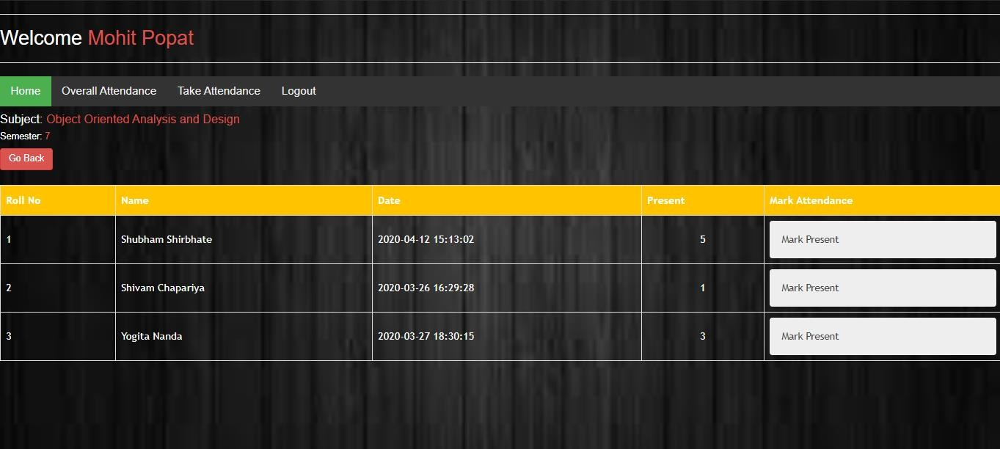 Welcome Mohit Popat
Home Overall Attendance Take Attendance Logout
Subject: Object Oriented Analysis and Design
Semester: 7
Go Back
Roll No Name Date Present Mark Attendance
1 Shubham Shirbhate 2020-04-12 15:13:02 5 Mark Present
2 Shivam Chapariya 2020-03-26 16:29:28 1 Mark Present
3 Yogita Nanda 2020-03-27 18:30:15 3 Mark Present